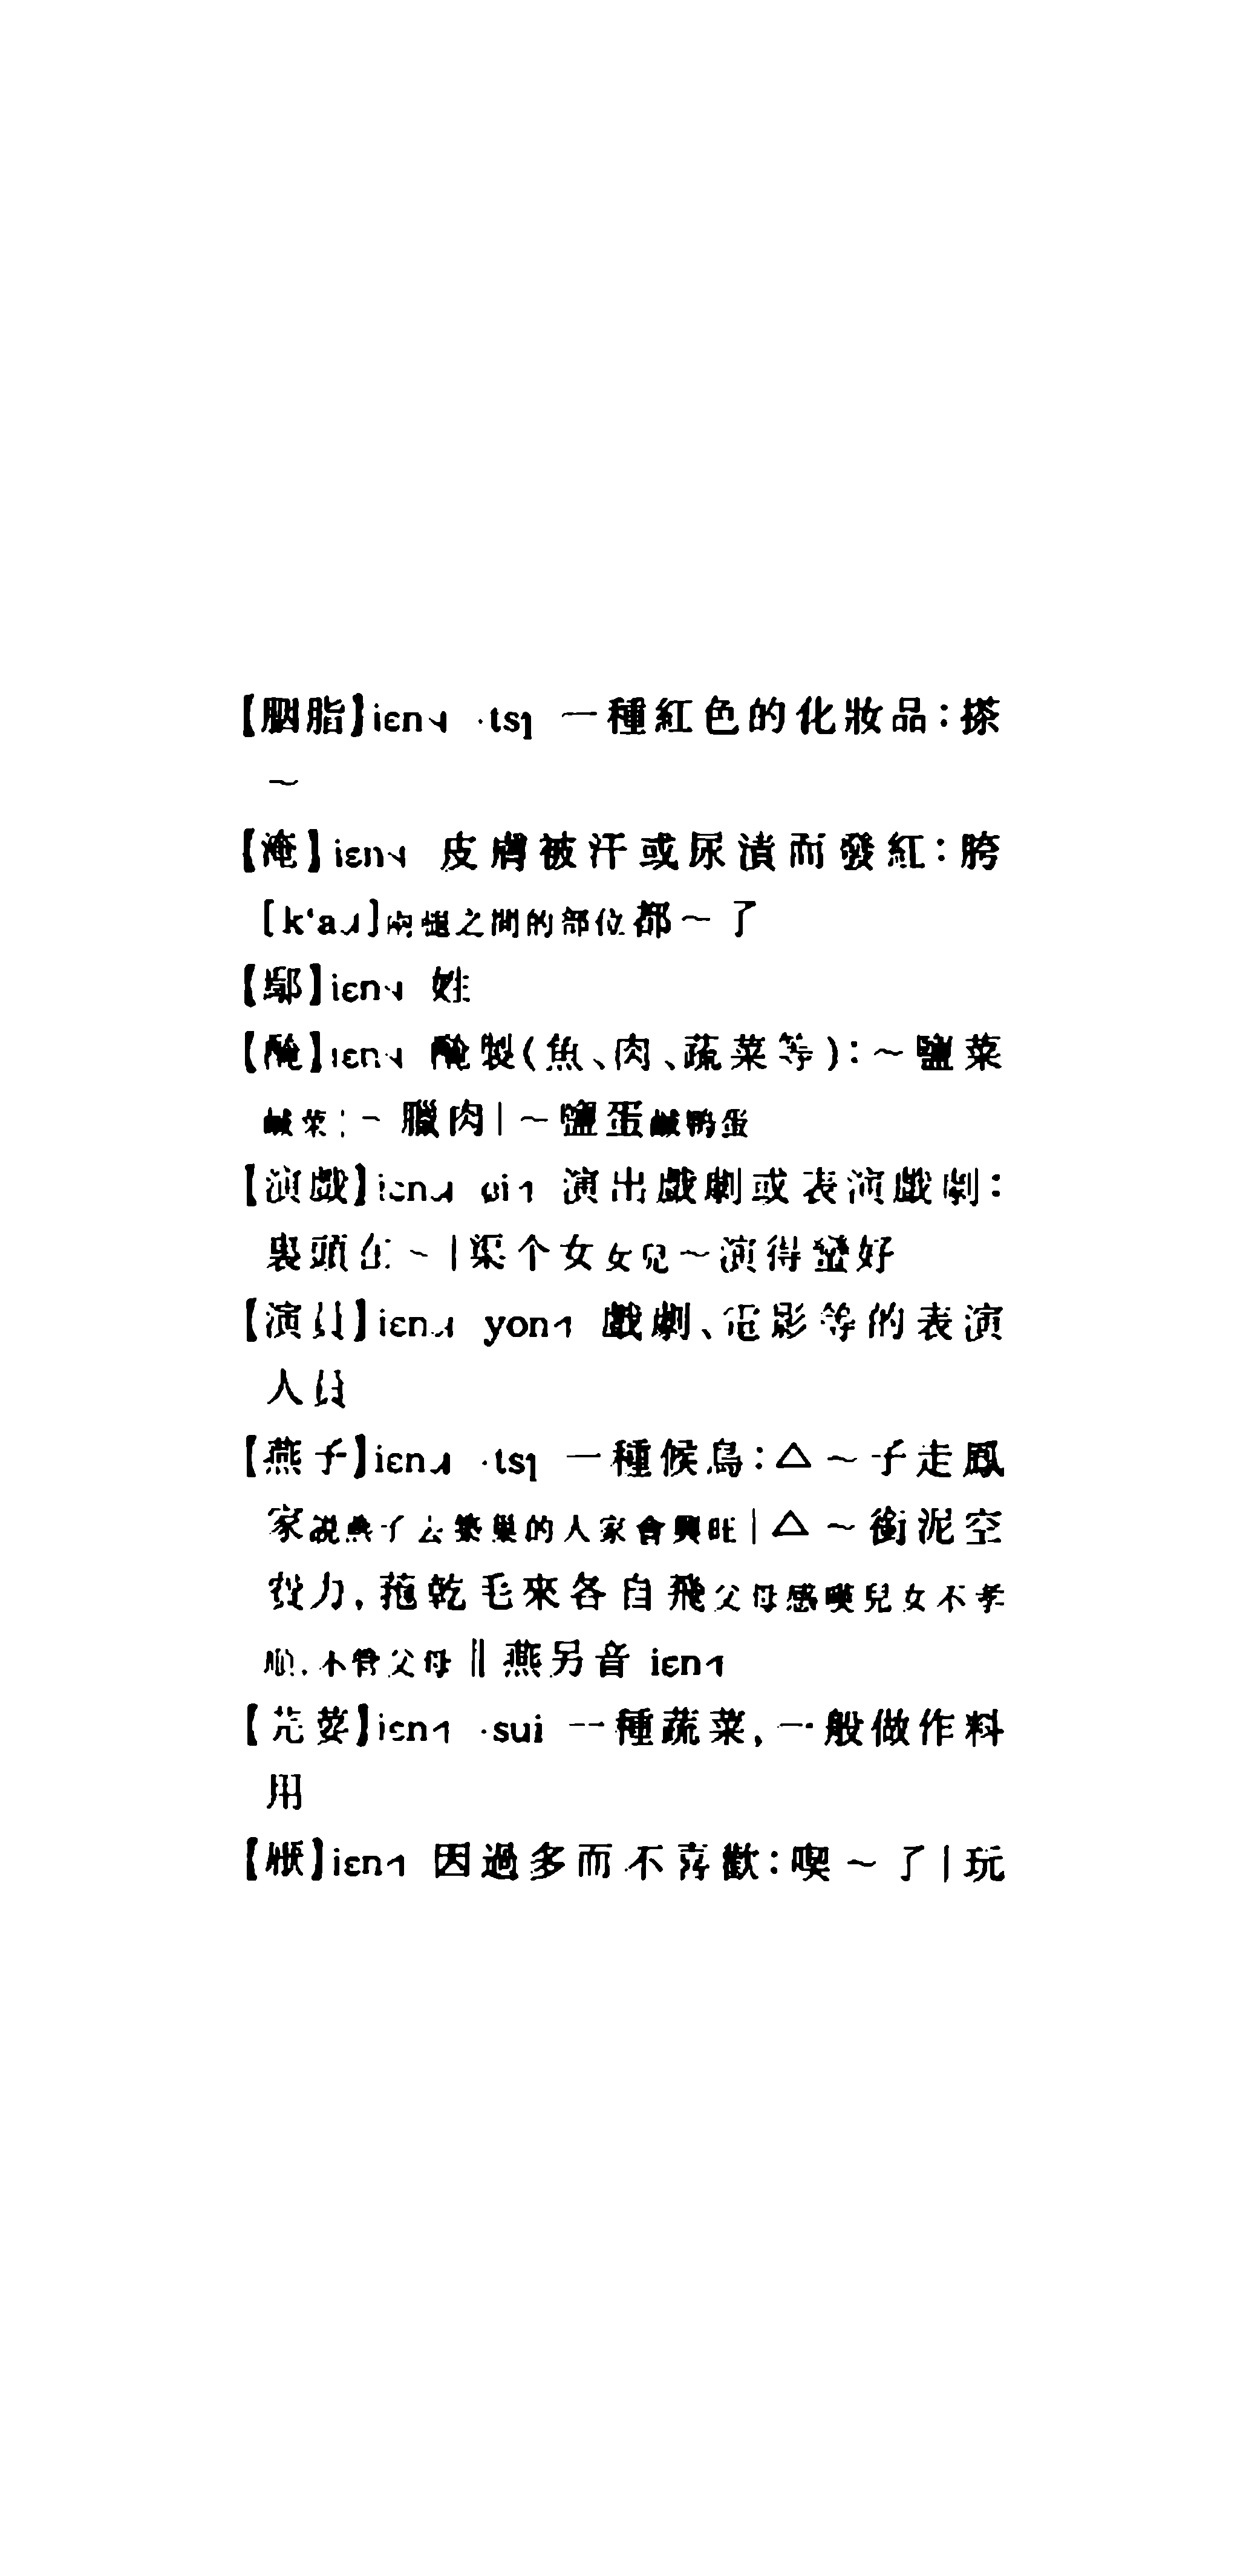 【胭脂】iɛn˧˩ ·tsɿ 一種紅色的化妝品：搽
～
【淹】iɛn˧˩ 皮膚被汗或尿漬而發紅：胯
[k‘a˩˧]兩腿之間的部位都～了
【鄢】iɛn˧˩ 姓
【醃】iɛn˧˩ 醃製(魚、肉、蔬菜等)：～鹽菜
鹹菜|～臘肉|～鹽蛋鹹鴨蛋
【演戲】iɛn˩˧ ɕi˧ 演出戲劇或表演戲劇：
裏頭在～|渠个女女兒～演得蠻好
【演員】iɛn˩˧ yon˧ 戲劇、電影等的表演
人員
【燕子】iɛn˩˧ ·tsɿ 一種候鳥：△～子走鳳
家說燕子去築巢的人家會興旺|△～銜泥空
費力，菢乾毛來各自飛父母感嘆兒女不孝
順，不管父母‖燕另音 iɛn˧
【芫荽】iɛn˧ ·sui 一種蔬菜，一般做作料
用
【猒】iɛn˧ 因過多而不喜歡：喫～了|玩